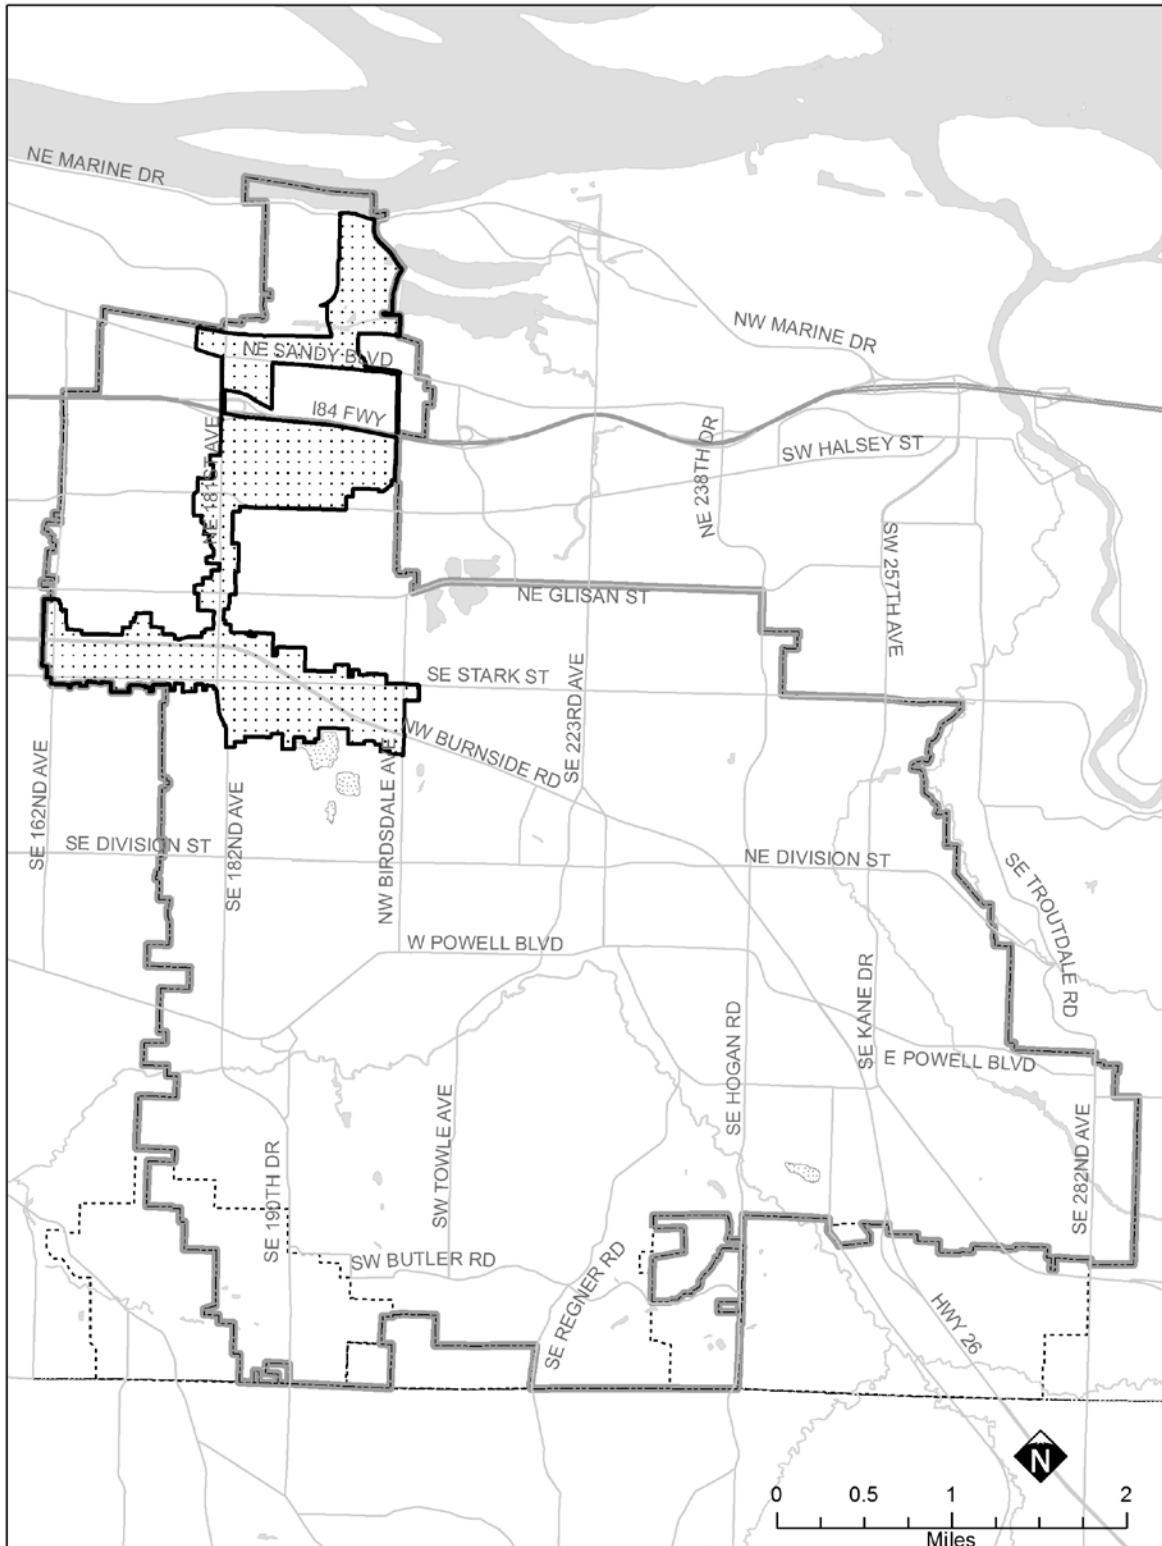 NE MARINE DR
NW MARINE DR
NE SANDY BLVD
I84 FWY
NE 181ST AVE
SW HALSEY ST
NE 238TH DR
SW 257TH AVE
NE GLISAN ST
SE STARK ST
SE 223RD AVE
NW BURNSIDE RD
SE 162ND AVE
SE DIVISION ST
SE 182ND AVE
NW BIRDSDALE AVE
NE DIVISION ST
SE TROUTDALE RD
W POWELL BLVD
SE HOGAN RD
SE KANE DR
E POWELL BLVD
SE 282ND AVE
SW TOWLE AVE
SE 190TH DR
SW BUTLER RD
SE REGNER RD
HWY 26
N
0 0.5 1 2
Miles